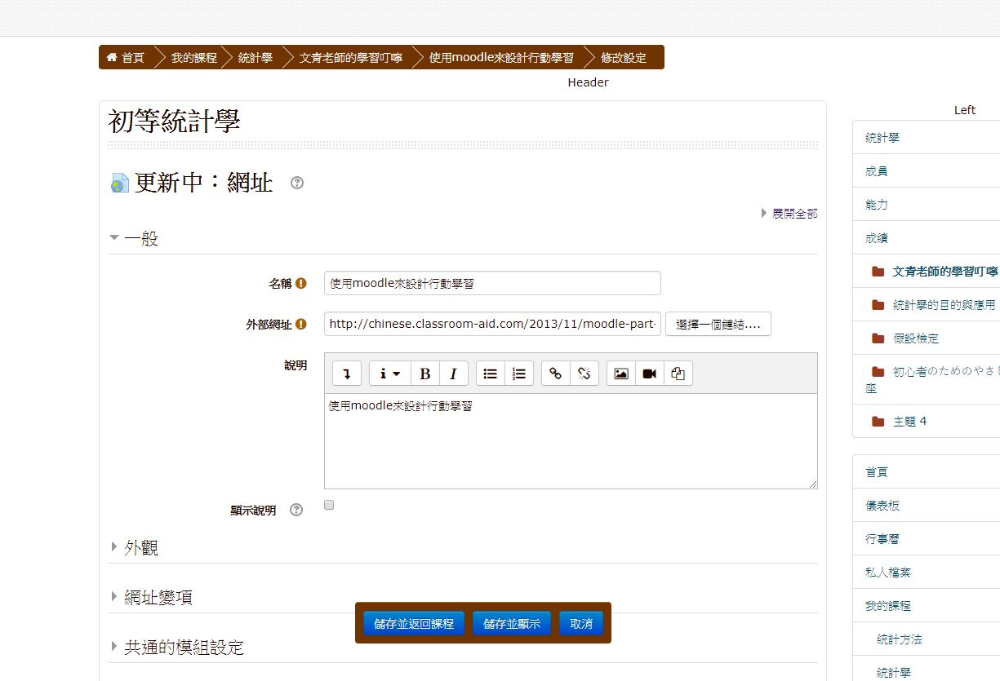 首頁 我的課程 統計學 文青老師的學習叮嚀 使用moodle來設計行動學習 修改設定
Header
初等統計學
更新中：網址
展開全部
一般
名稱
使用moodle來設計行動學習
外部網址
http://chinese.classroom-aid.com/2013/11/moodle-part-
選擇一個鏈結....
說明
i B I
使用moodle來設計行動學習
顯示說明
外觀
網址變項
共通的模組設定
儲存並返回課程 儲存並顯示 取消
Left
統計學
成員
能力
成績
文青老師的學習叮嚀
統計學的目的與應用
假設檢定
初心者のためのやさし
座
主題 4
首頁
儀表板
行事曆
私人檔案
我的課程
統計方法
統計學